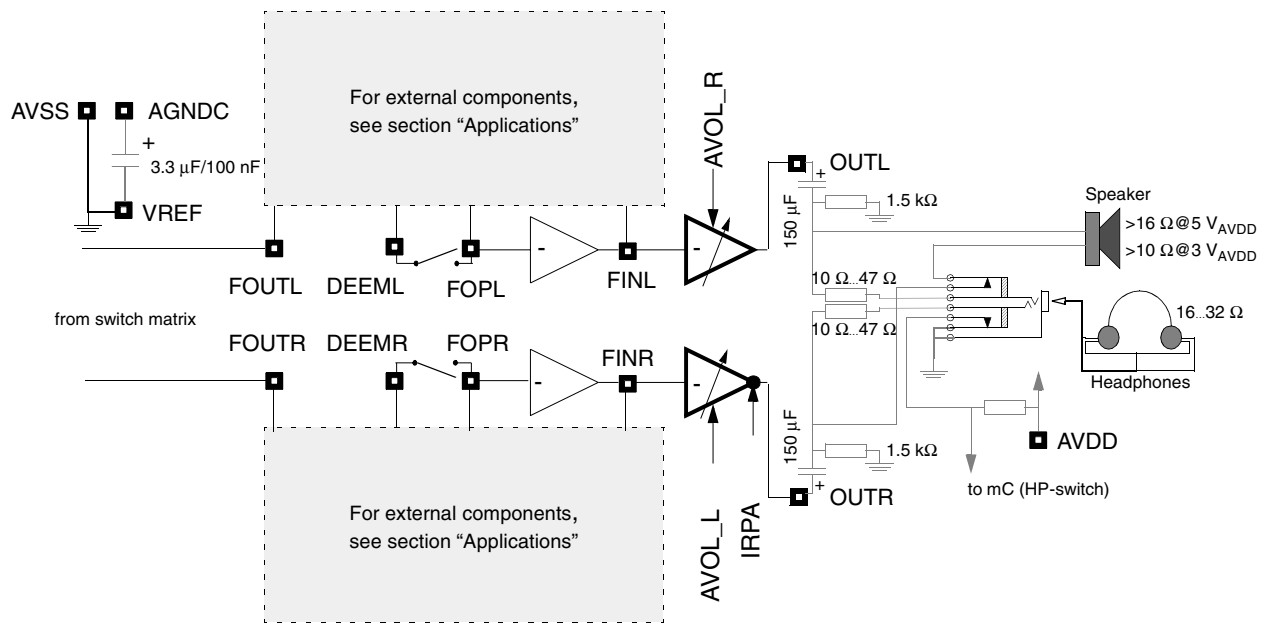 For external components,
see section “Applications”
AVOL_R
AVSS
AGNDC
+
3.3 μF/100 nF
VREF
OUTL
+
1.5 kΩ
150 μF
Speaker
>16 Ω@5 VAVDD
>10 Ω@3 VAVDD
-
-
FOUTL
DEEML
FOPL
FINL
10 Ω...47 Ω
10 Ω...47 Ω
16...32 Ω
Headphones
from switch matrix
FOUTR
DEEMR
FOPR
FINR
-
-
150 μF
1.5 kΩ
+
OUTR
AVDD
to mC (HP-switch)
For external components,
see section “Applications”
AVOL_L
IRPA